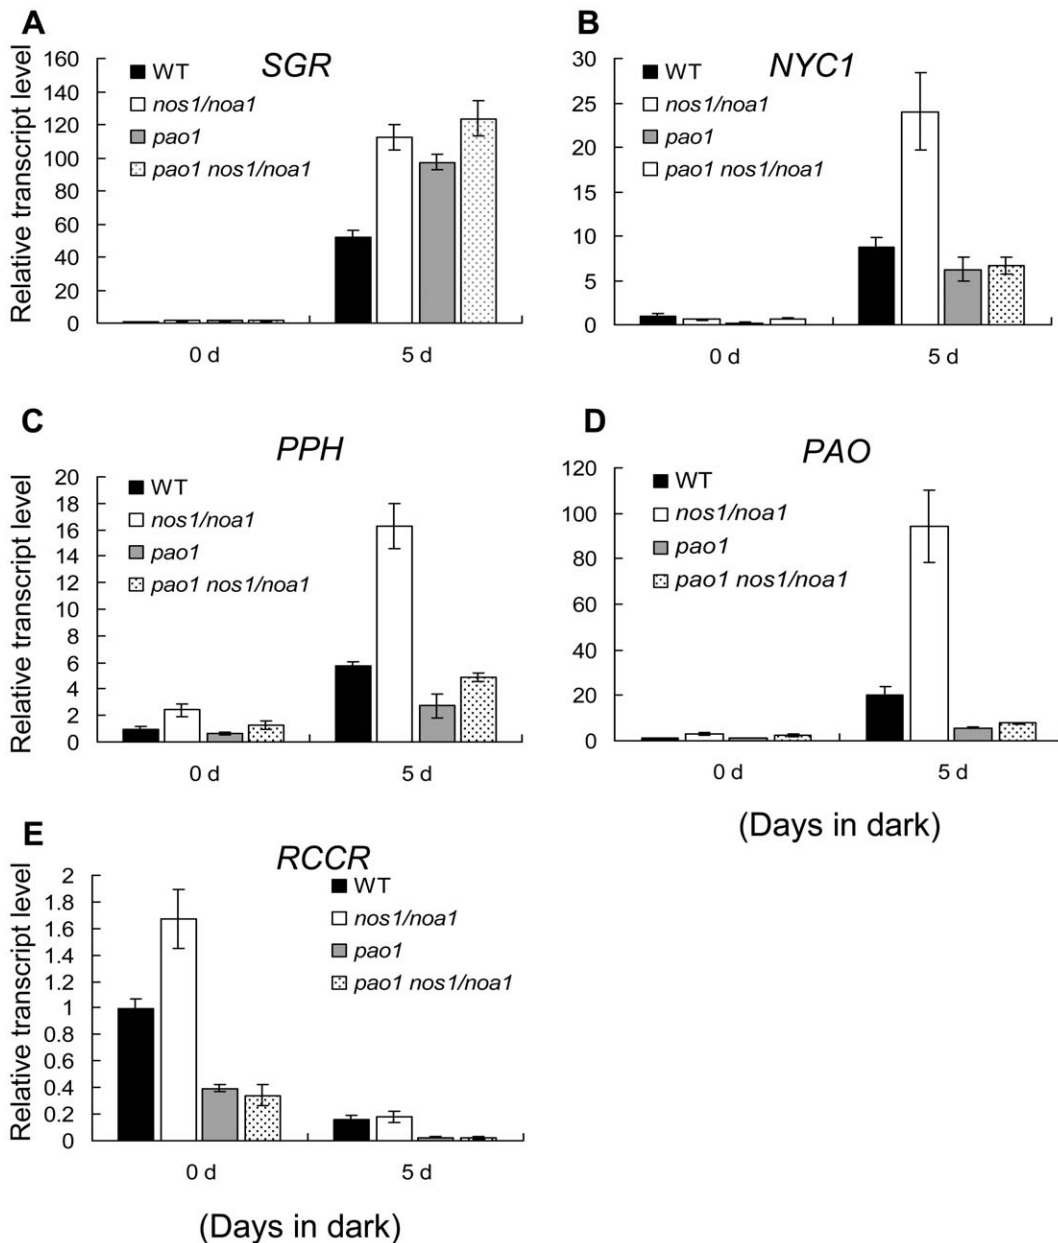 A
SGR
Relative transcript level
160
140
120
100
80
60
40
20
0
WT
nos1/noa1
pao1
pao1 nos1/noa1
0 d
5 d
B
NYC1
30
25
20
15
10
5
0
WT
nos1/noa1
pao1
pao1 nos1/noa1
0 d
5 d
C
PPH
Relative transcript level
20
18
16
14
12
10
8
6
4
2
0
WT
nos1/noa1
pao1
pao1 nos1/noa1
0 d
5 d
D
PAO
120
100
80
60
40
20
0
WT
nos1/noa1
pao1
pao1 nos1/noa1
0 d
5 d
(Days in dark)
E
RCCR
Relative transcript level
2
1.8
1.6
1.4
1.2
1
0.8
0.6
0.4
0.2
0
WT
nos1/noa1
pao1
pao1 nos1/noa1
0 d
5 d
(Days in dark)